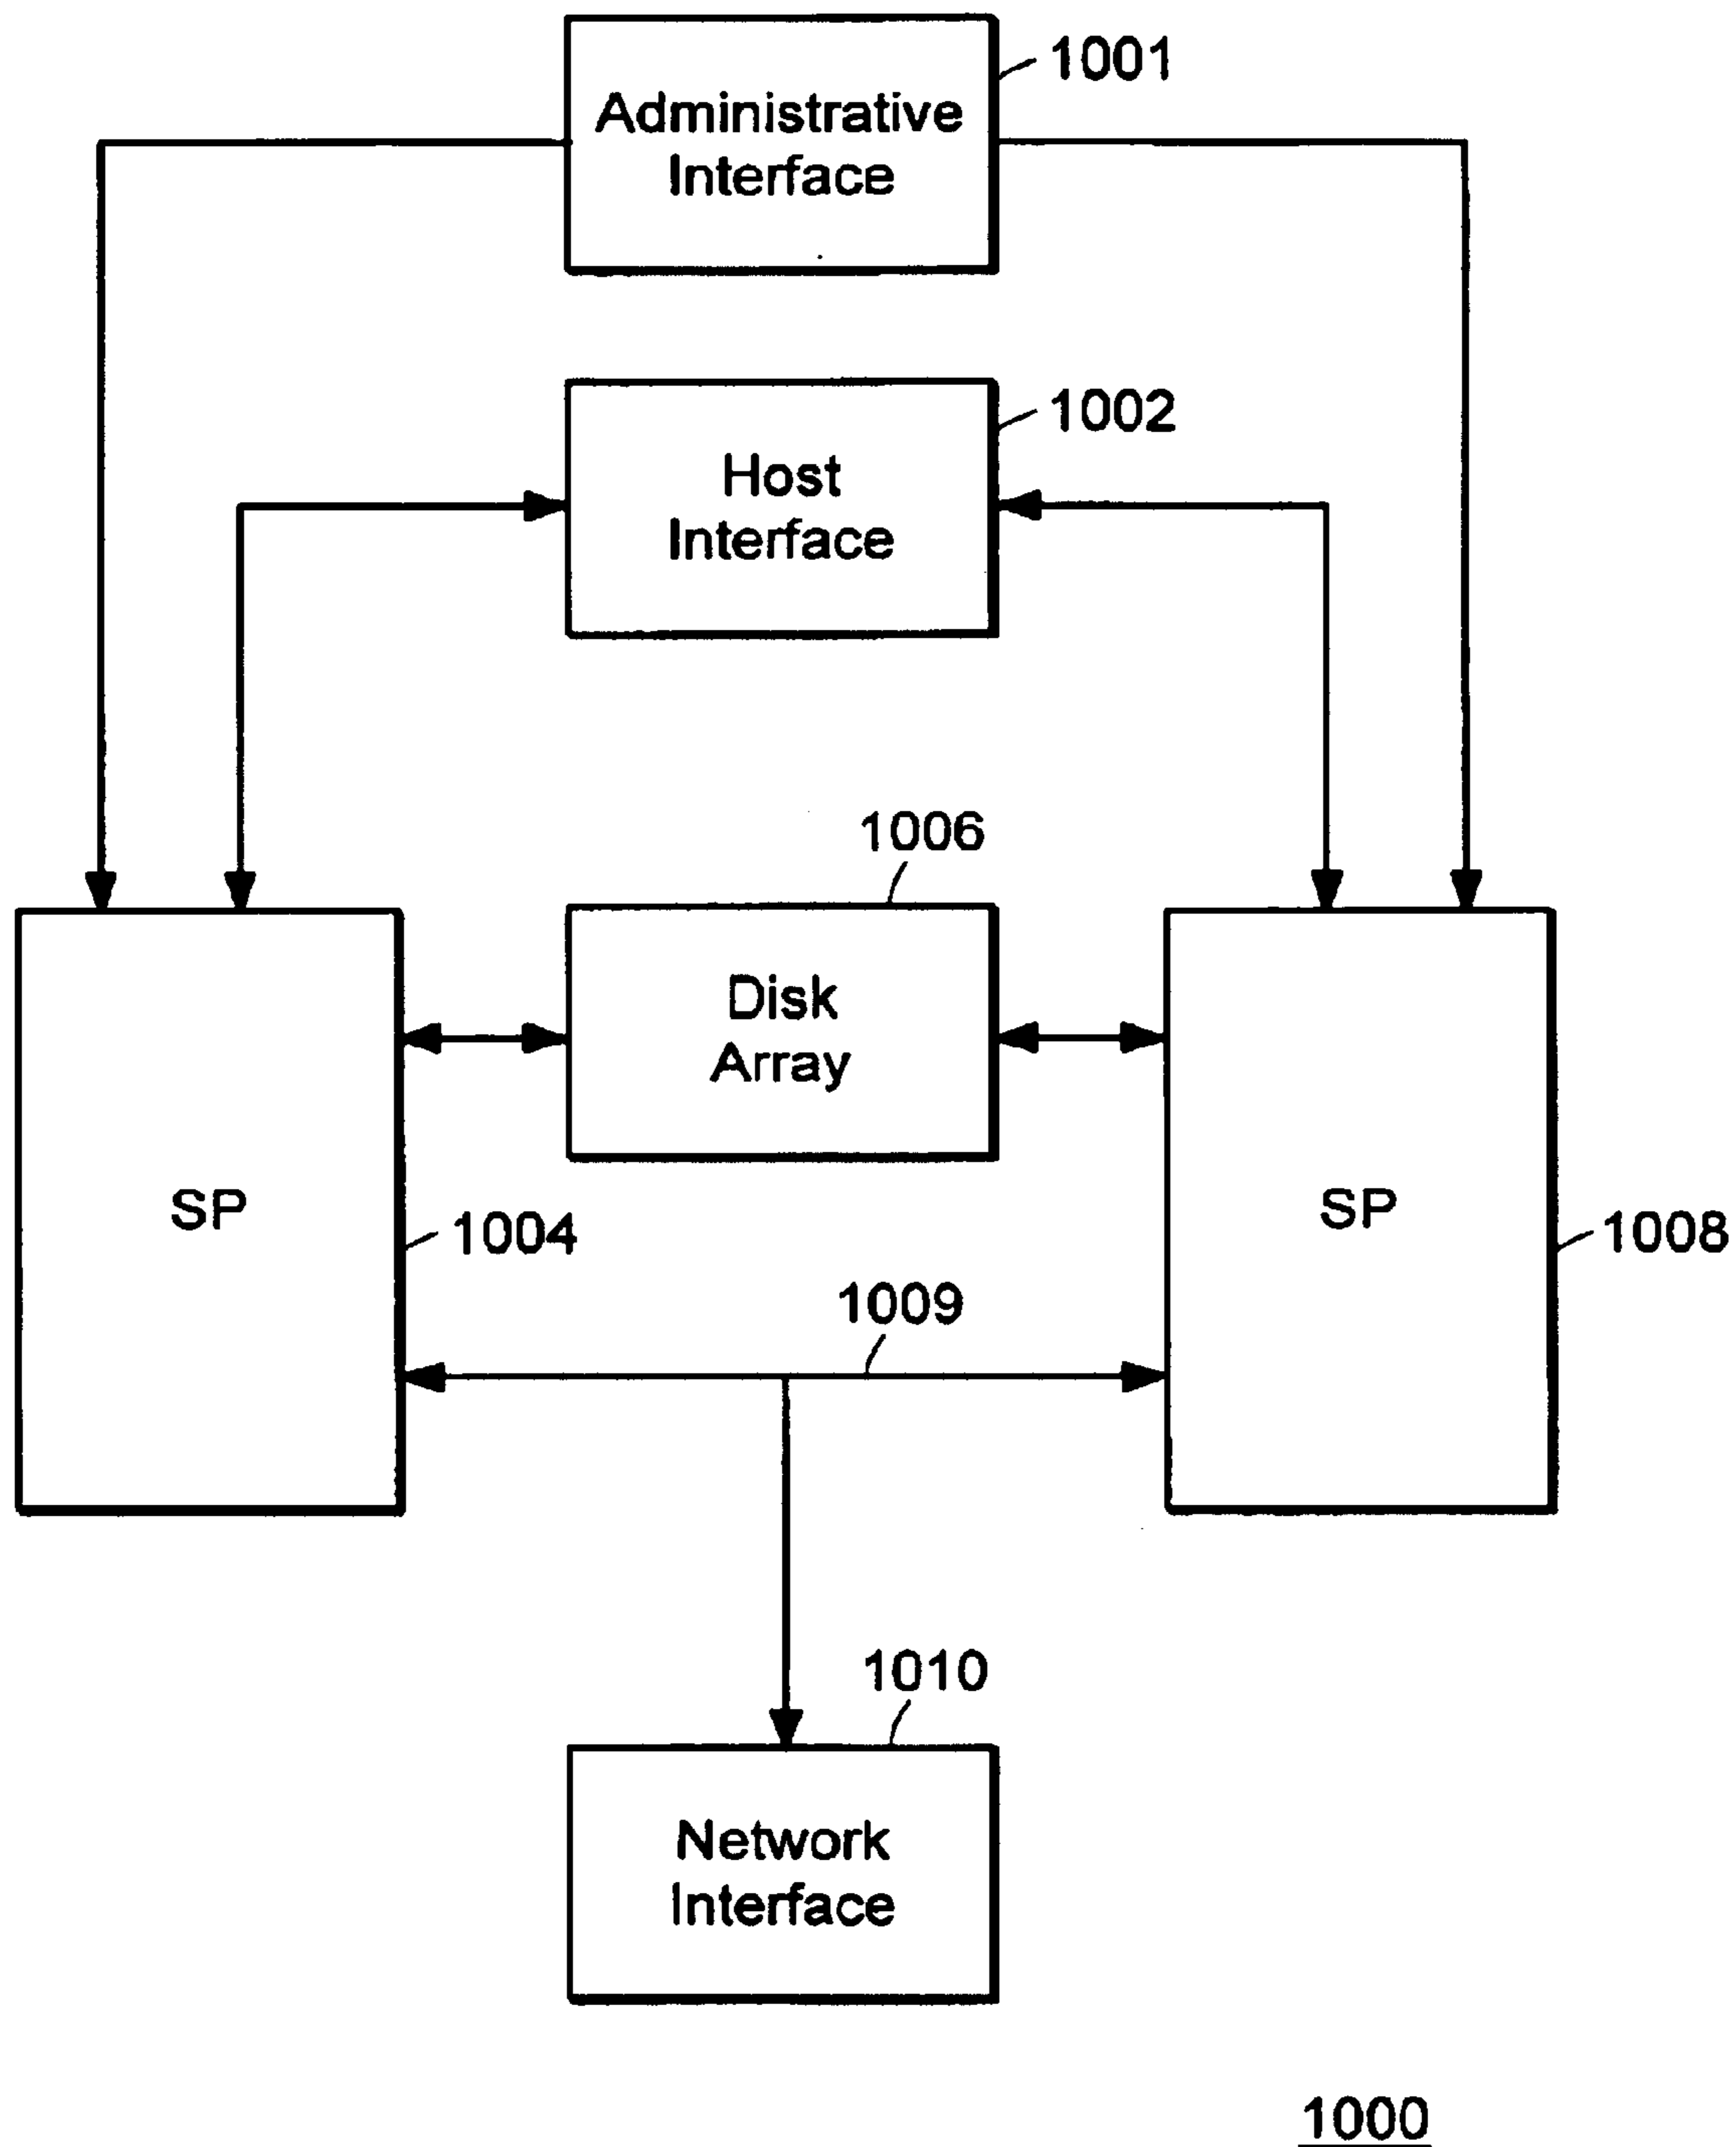 1001
Administrative
Interface
1002
Host
Interface
1006
Disk
Array
SP
1004
SP
1008
1009
1010
Network
Interface
1000